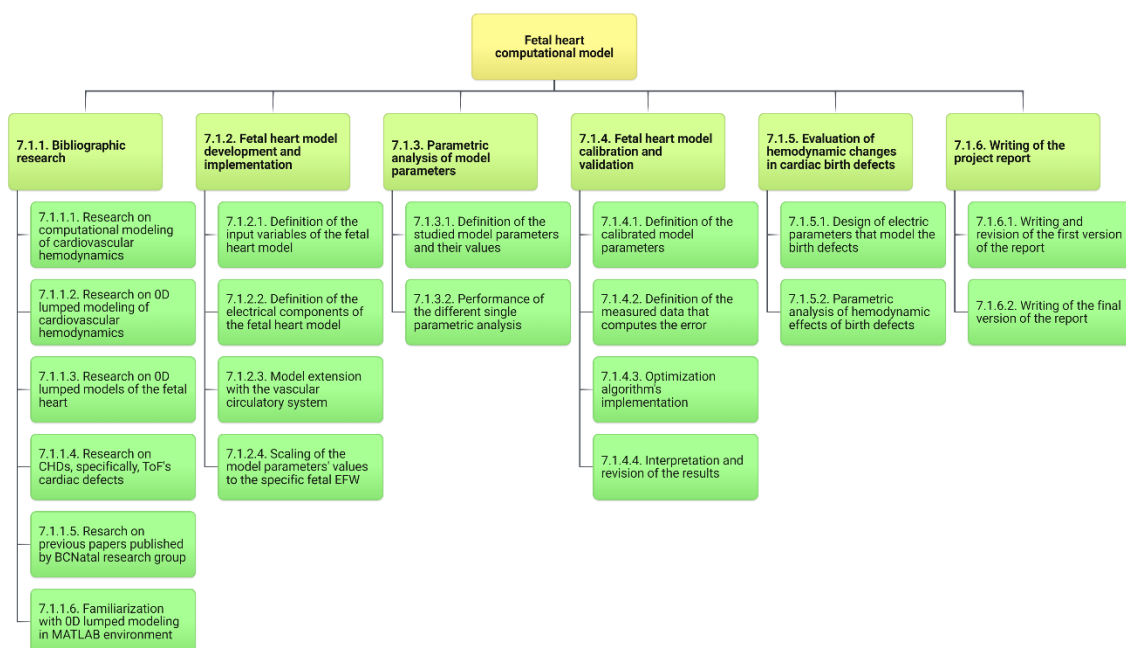 Fetal heart
computational model
7.1.1. Bibliographic
research
7.1.1.1. Research on
computational modeling
of cardiovascular
hemodynamics
7.1.1.2. Research on 0D
lumped modeling of
cardiovascular
hemodynamics
7.1.1.3. Research on 0D
lumped models of the fetal
heart
7.1.1.4. Research on
CHDs, specifically, ToF's
cardiac defects
7.1.1.5. Research on
previous papers published
by BCNatal research group
7.1.1.6. Familiarization
with 0D lumped modeling
in MATLAB environment
7.1.2. Fetal heart model
development and
implementation
7.1.2.1. Definition of the
input variables of the fetal
heart model
7.1.2.2. Definition of the
electrical components of
the fetal heart model
7.1.2.3. Model extension
with the vascular
circulatory system
7.1.2.4. Scaling of the
model parameters' values
to the specific fetal EFW
7.1.3. Parametric
analysis of model
parameters
7.1.3.1. Definition of the
studied model parameters
and their values
7.1.3.2. Performance of
the different single
parametric analysis
7.1.4. Fetal heart model
calibration and
validation
7.1.4.1. Definition of the
calibrated model
parameters
7.1.4.2. Definition of the
measured data that
computes the error
7.1.4.3. Optimization
algorithm's
implementation
7.1.4.4. Interpretation and
revision of the results
7.1.5. Evaluation of
hemodynamic changes
in cardiac birth defects
7.1.5.1. Design of electric
parameters that model the
birth defects
7.1.5.2. Parametric
analysis of hemodynamic
effects of birth defects
7.1.6. Writing of the
project report
7.1.6.1. Writing and
revision of the first version
of the report
7.1.6.2. Writing of the final
version of the report